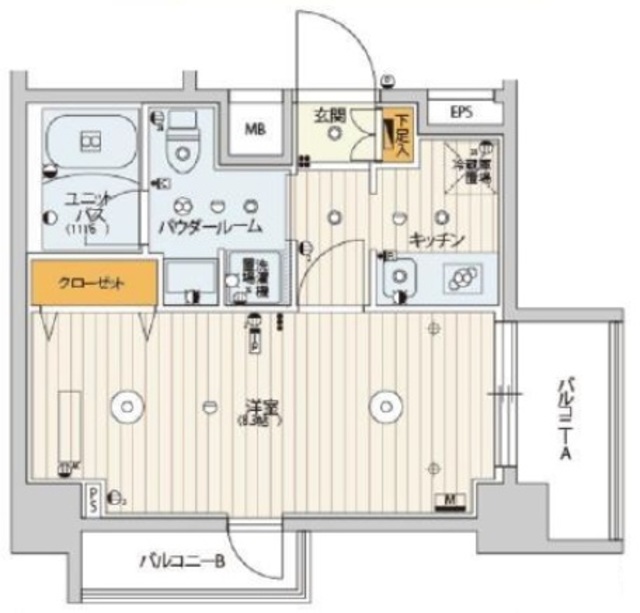 玄関
下足入
MB
EPS
冷蔵庫
置場
ユニット
バス
(1116)
パウダールーム
キッチン
クローゼット
洗濯機
置場
洋室
(8.3帖)
バルコニーA
PS
M
バルコニーB